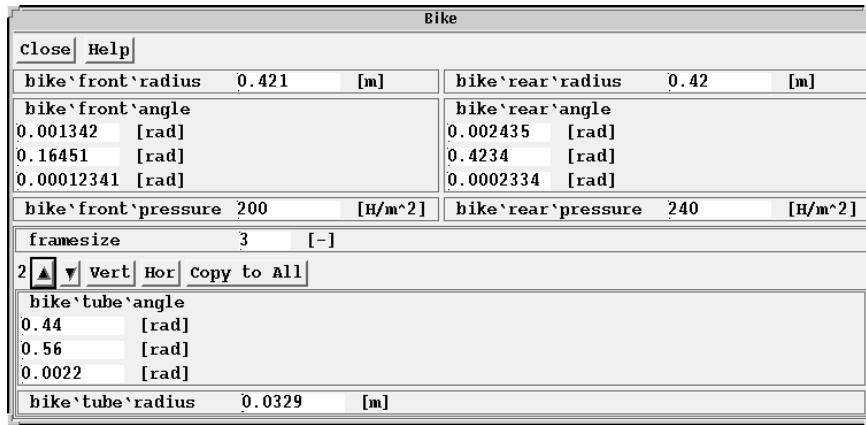 Bike
Close Help
bike`front`radius 0.421 [m] bike`rear`radius 0.42 [m]
bike`front`angle bike`rear`angle
0.001342 [rad] 0.002435 [rad]
0.16451 [rad] 0.4234 [rad]
0.00012341 [rad] 0.0002334 [rad]
bike`front`pressure 200 [H/m^2] bike`rear`pressure 240 [H/m^2]
framesize 3 [-]
2 ▲ ▼ Vert Hor Copy to All
bike`tube`angle
0.44 [rad]
0.56 [rad]
0.0022 [rad]
bike`tube`radius 0.0329 [m]